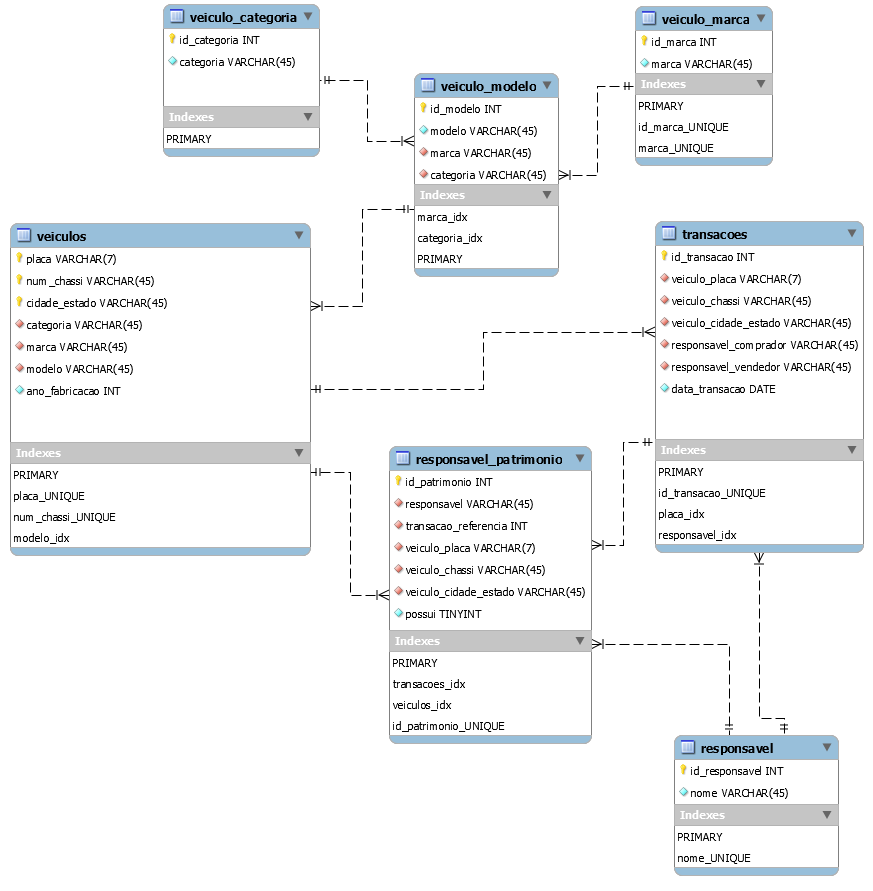 veiculo_categoria
id_categoria INT
categoria VARCHAR(45)
Indexes
PRIMARY
veiculo_marca
id_marca INT
marca VARCHAR(45)
Indexes
PRIMARY
id_marca_UNIQUE
marca_UNIQUE
veiculo_modelo
id_modelo INT
modelo VARCHAR(45)
marca VARCHAR(45)
categoria VARCHAR(45)
Indexes
marca_idx
categoria_idx
PRIMARY
veiculos
placa VARCHAR(7)
num_chassi VARCHAR(45)
cidade_estado VARCHAR(45)
categoria VARCHAR(45)
marca VARCHAR(45)
modelo VARCHAR(45)
ano_fabricacao INT
Indexes
PRIMARY
placa_UNIQUE
num_chassi_UNIQUE
modelo_idx
transacoes
id_transacao INT
veiculo_placa VARCHAR(7)
veiculo_chassi VARCHAR(45)
veiculo_cidade_estado VARCHAR(45)
responsavel_comprador VARCHAR(45)
responsavel_vendedor VARCHAR(45)
data_transacao DATE
Indexes
PRIMARY
id_transacao_UNIQUE
placa_idx
responsavel_idx
responsavel_patrimonio
id_patrimonio INT
responsavel VARCHAR(45)
transacao_referencia INT
veiculo_placa VARCHAR(7)
veiculo_chassi VARCHAR(45)
veiculo_cidade_estado VARCHAR(45)
possui TINYINT
Indexes
PRIMARY
transacoes_idx
veiculos_idx
id_patrimonio_UNIQUE
responsavel
id_responsavel INT
nome VARCHAR(45)
Indexes
PRIMARY
nome_UNIQUE